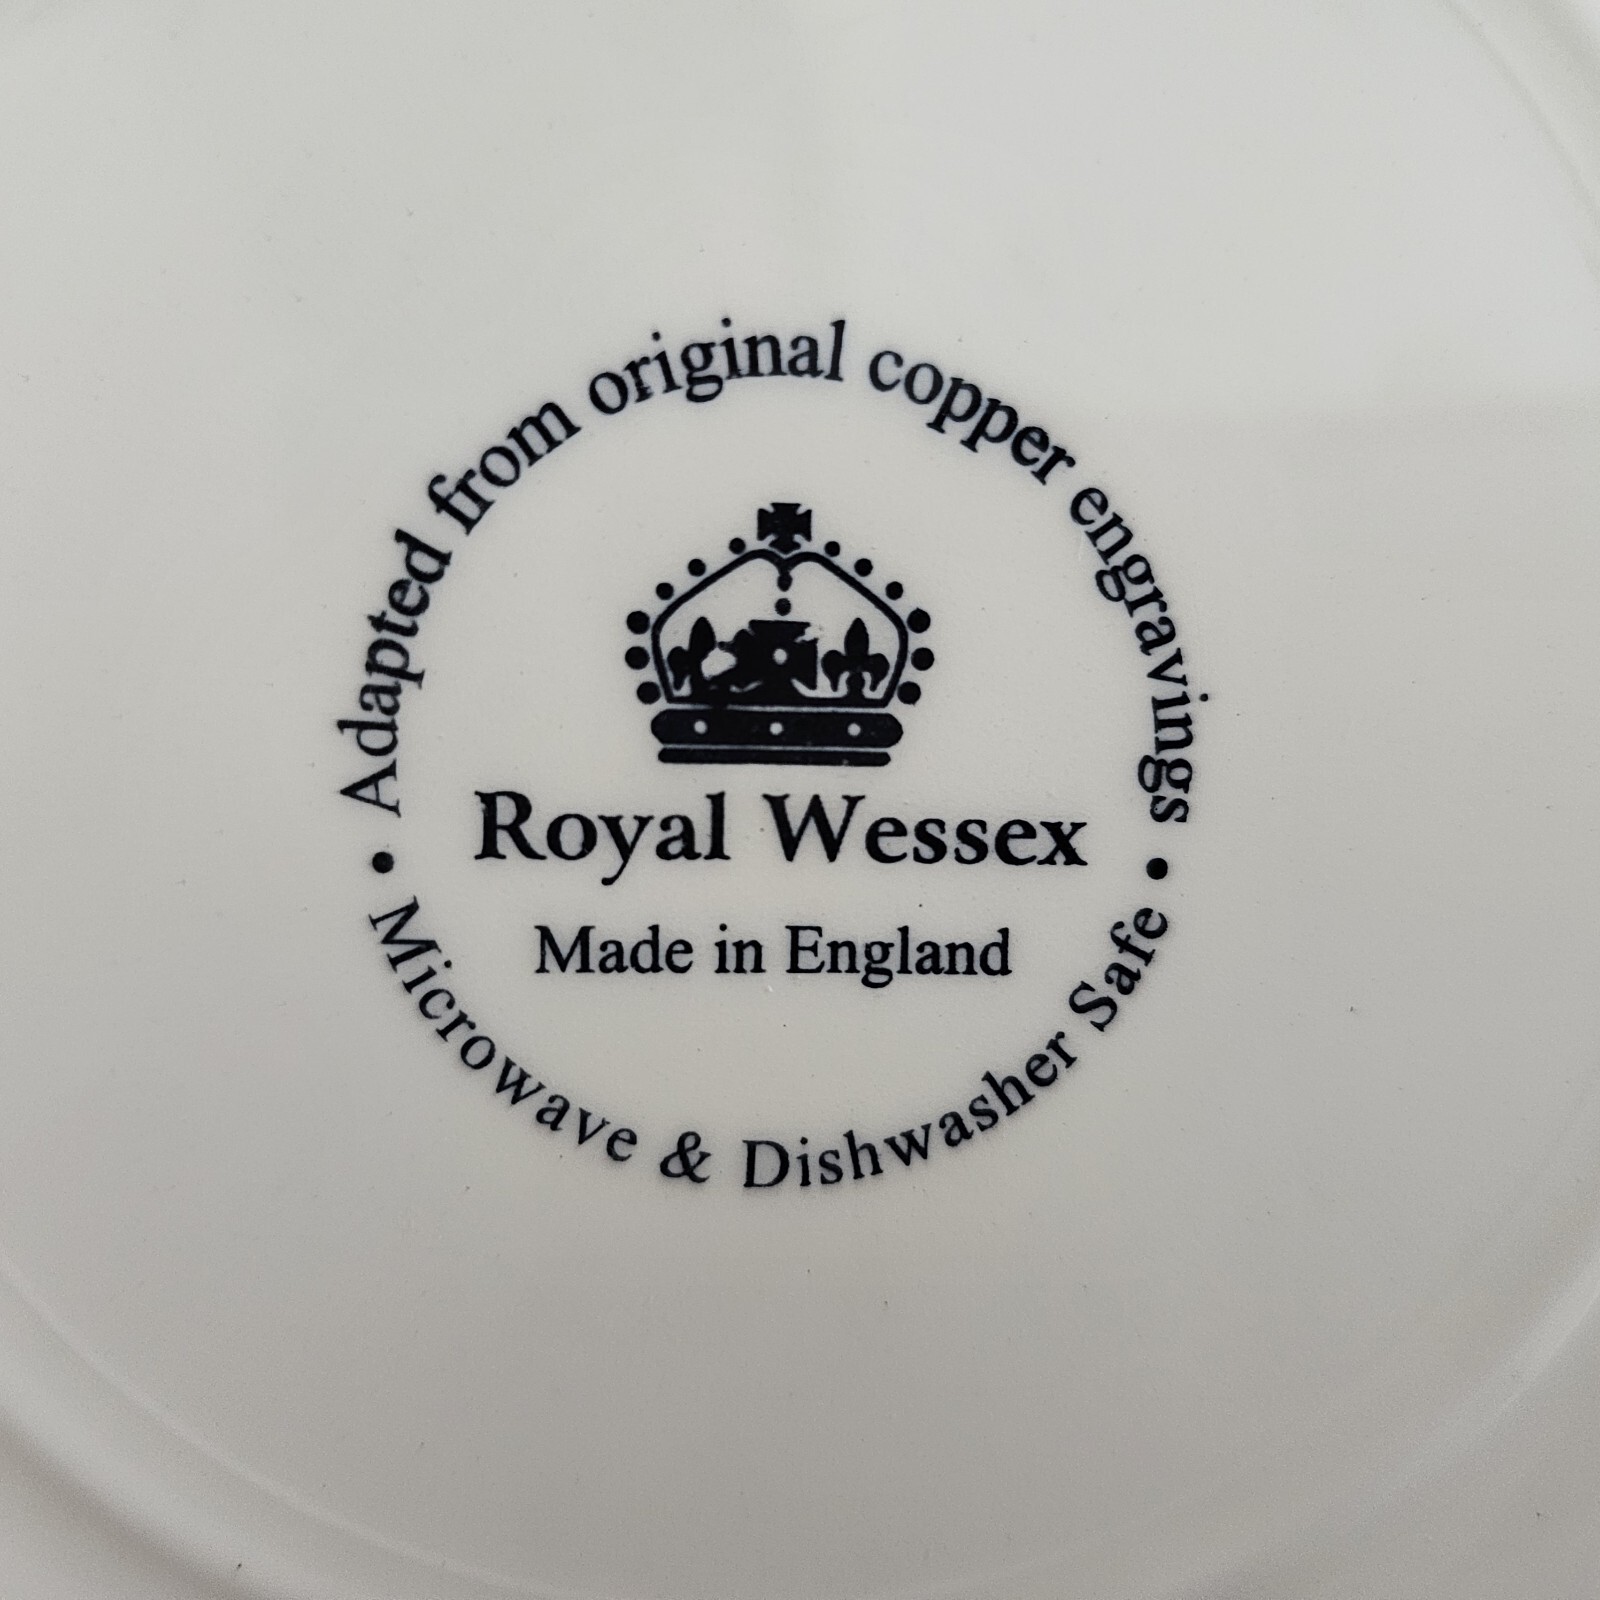 Adapted from original copper engravings
Royal Wessex
Made in England
• Microwave & Dishwasher Safe •